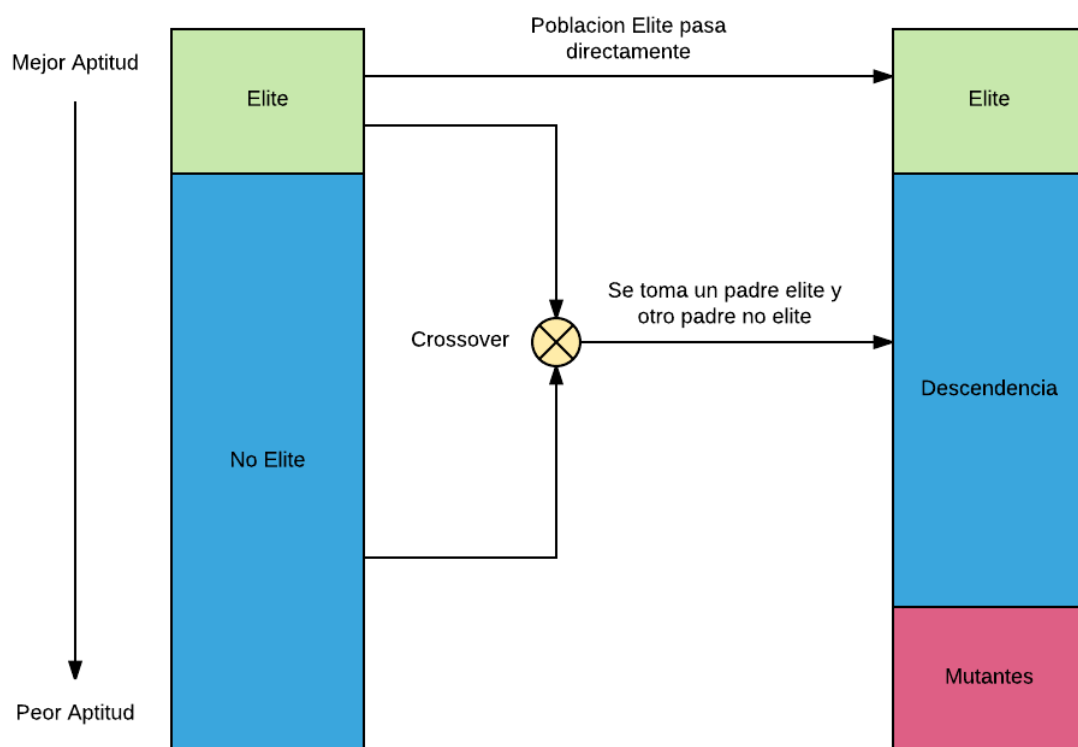 Poblacion Elite pasa
directamente
Mejor Aptitud
Elite
Elite
Se toma un padre elite y
otro padre no elite
Crossover
Descendencia
No Elite
Mutantes
Peor Aptitud